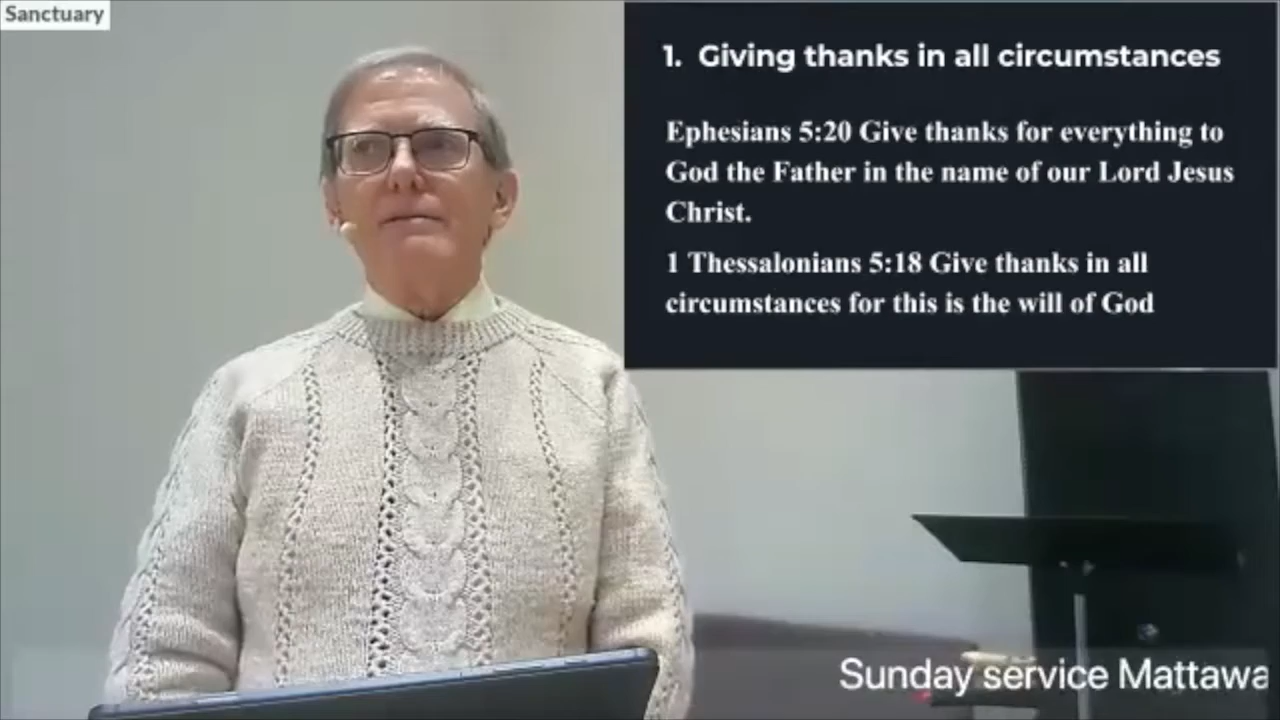 Sanctuary
1. Giving thanks in all circumstances
Ephesians 5:20 Give thanks for everything to
God the Father in the name of our Lord Jesus
Christ.
1 Thessalonians 5:18 Give thanks in all
circumstances for this is the will of God
Sunday service Mattawa